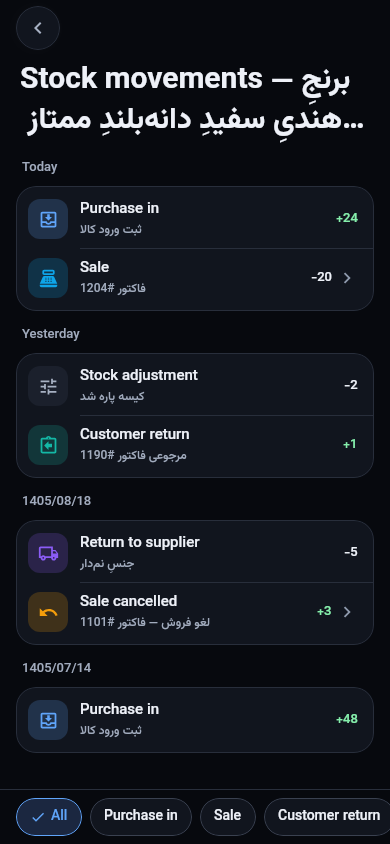 Stock movements — برنجِ
هندیِ سفیدِ دانه‌بلندِ ممتاز…
Today
Purchase in
+24
ثبت ورود کالا
Sale
-20
فاکتور #1204
Yesterday
Stock adjustment
-2
کیسه پاره شد
Customer return
+1
مرجوعی فاکتور #1190
1405/08/18
Return to supplier
-5
جنسِ نم‌دار
Sale cancelled
+3
لغو فروش — فاکتور #1101
1405/07/14
Purchase in
+48
ثبت ورود کالا
All
Purchase in
Sale
Customer return